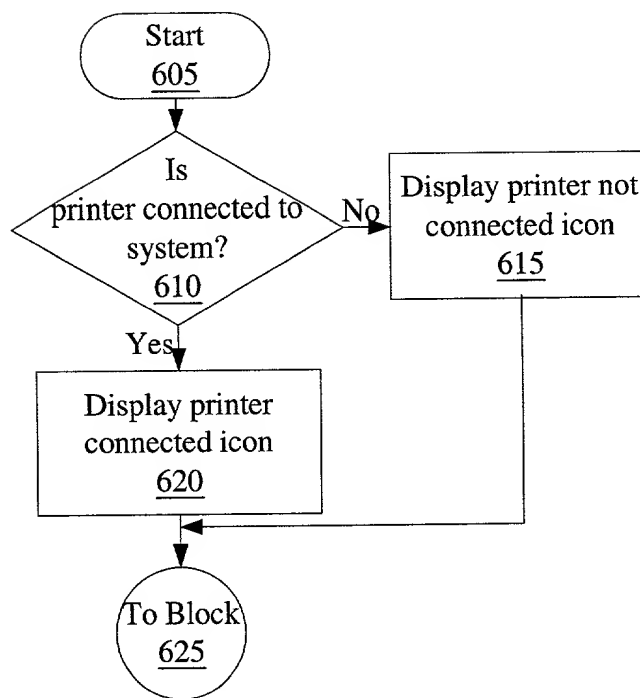 Start
605
Is
printer connected to
system?
610
No
Display printer not
connected icon
615
Yes
Display printer
connected icon
620
To Block
625